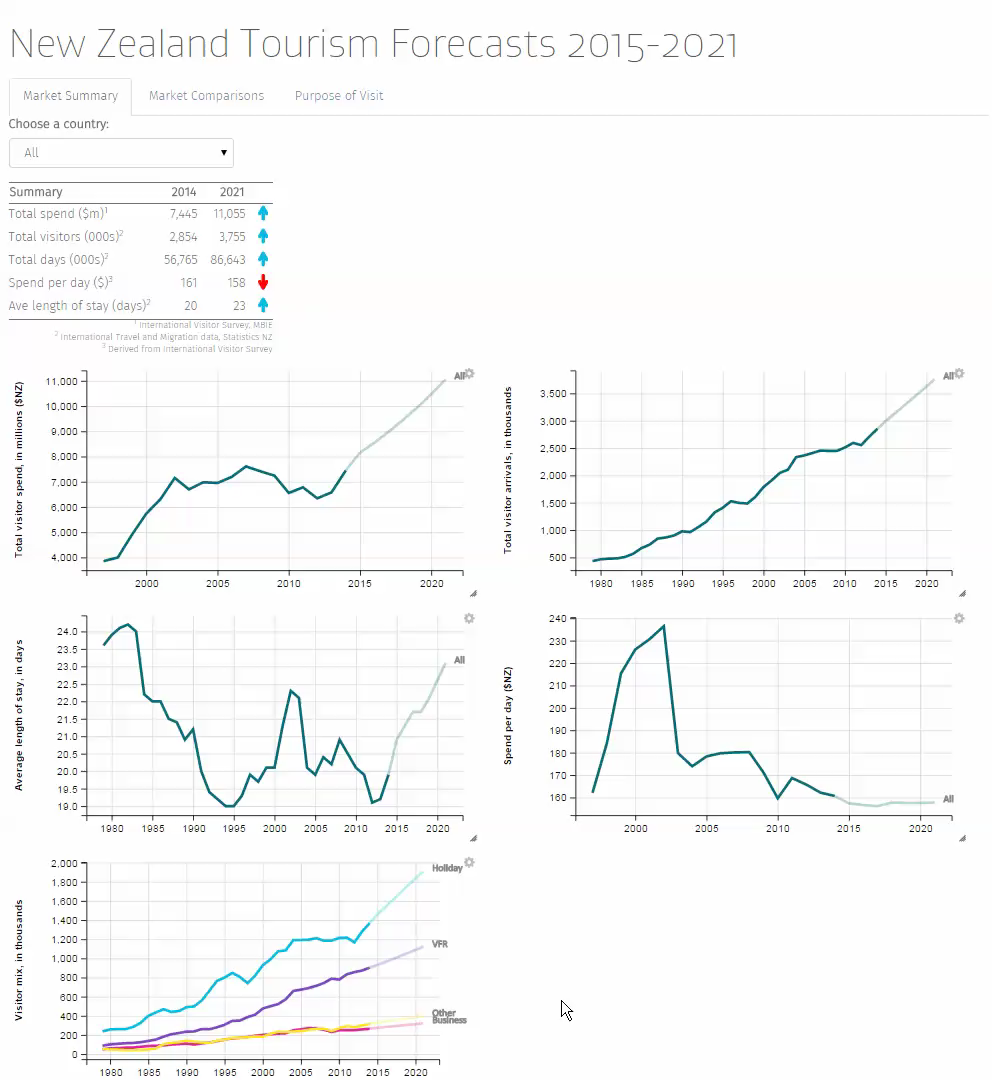 New Zealand Tourism Forecasts 2015-2021
Market Summary Market Comparisons Purpose of Visit
Choose a country:
All
Summary 2014 2021
Total spend ($m)1 7,445 11,055
Total visitors (000s)2 2,854 3,755
Total days (000s)2 56,765 86,643
Spend per day ($)3 161 158
Ave length of stay (days)2 20 23
1 International Visitor Survey, MBIE
2 International Travel and Migration data, Statistics NZ
3 Derived from International Visitor Survey
Total visitor spend, in millions ($NZ)
11,000
10,000
9,000
8,000
7,000
6,000
5,000
4,000
All
2000 2005 2010 2015 2020
Total visitor arrivals, in thousands
3,500
3,000
2,500
2,000
1,500
1,000
500
All
1980 1985 1990 1995 2000 2005 2010 2015 2020
Average length of stay, in days
24.0
23.5
23.0
22.5
22.0
21.5
21.0
20.5
20.0
19.5
19.0
All
1980 1985 1990 1995 2000 2005 2010 2015 2020
Spend per day ($NZ)
240
230
220
210
200
190
180
170
160
All
2000 2005 2010 2015 2020
Visitor mix, in thousands
2,000
1,800
1,600
1,400
1,200
1,000
800
600
400
200
0
Holiday
VFR
Other
Business
1980 1985 1990 1995 2000 2005 2010 2015 2020